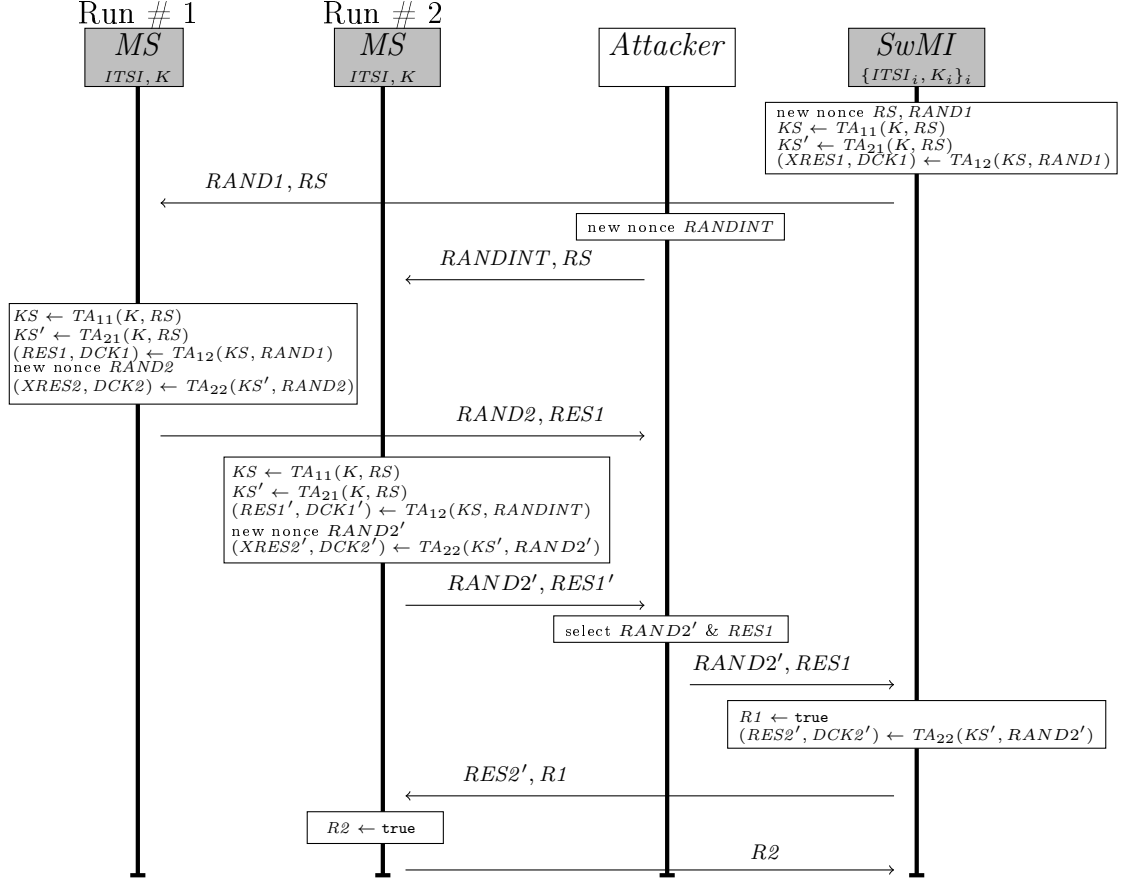 Run # 1
Run # 2
MS
ITSI, K
MS
ITSI, K
Attacker
SwMI
{ITSIᵢ, Kᵢ}ᵢ
new nonce RS, RAND1
KS ← TA₁₁(K, RS)
KS′ ← TA₂₁(K, RS)
(XRES1, DCK1) ← TA₁₂(KS, RAND1)
RAND1, RS
new nonce RANDINT
RANDINT, RS
KS ← TA₁₁(K, RS)
KS′ ← TA₂₁(K, RS)
(RES1, DCK1) ← TA₁₂(KS, RAND1)
new nonce RAND2
(XRES2, DCK2) ← TA₂₂(KS′, RAND2)
RAND2, RES1
KS ← TA₁₁(K, RS)
KS′ ← TA₂₁(K, RS)
(RES1′, DCK1′) ← TA₁₂(KS, RANDINT)
new nonce RAND2′
(XRES2′, DCK2′) ← TA₂₂(KS′, RAND2′)
RAND2′, RES1′
select RAND2′ & RES1
RAND2′, RES1
R1 ← true
(RES2′, DCK2′) ← TA₂₂(KS′, RAND2′)
RES2′, R1
R2 ← true
R2